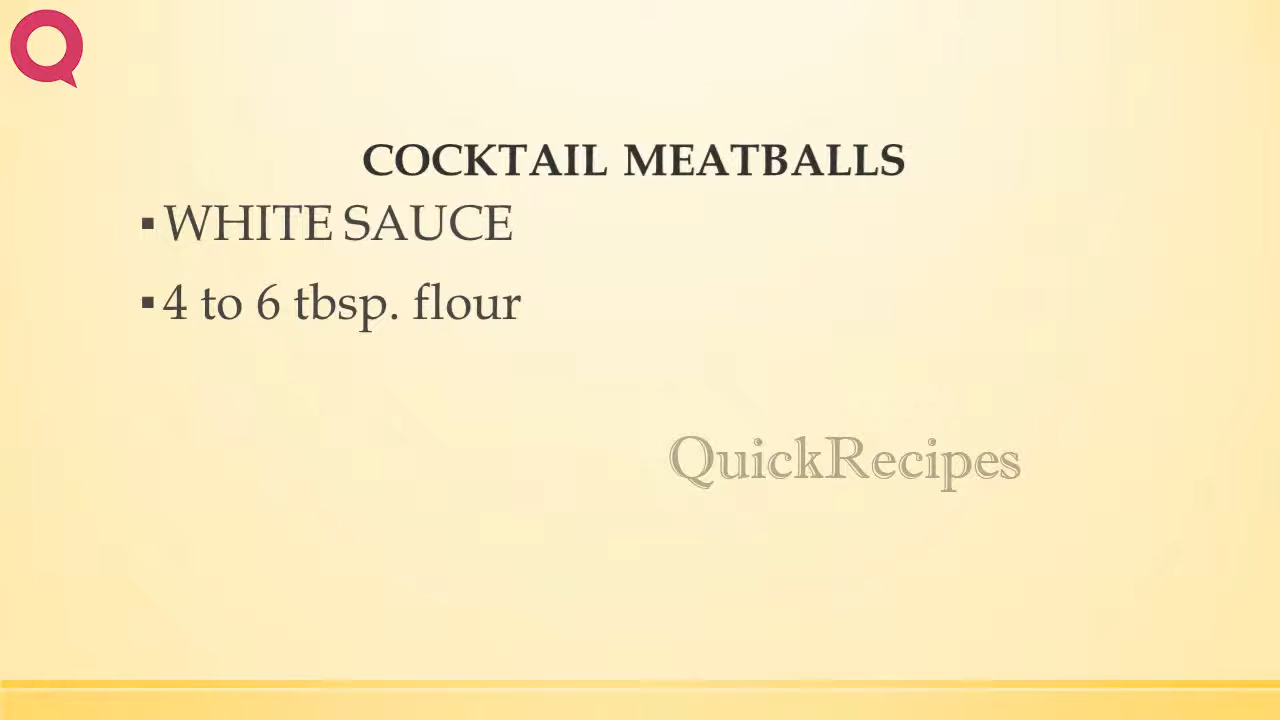 COCKTAIL MEATBALLS
▪WHITE SAUCE
▪4 to 6 tbsp. flour
QuickRecipes